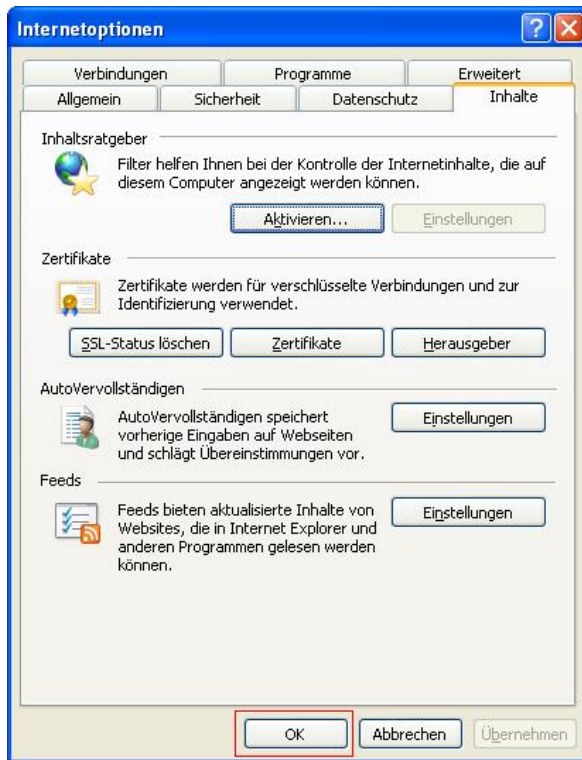 Internetoptionen
Verbindungen Programme Erweitert
Allgemein Sicherheit Datenschutz Inhalte
Inhaltsratgeber
Filter helfen Ihnen bei der Kontrolle der Internetinhalte, die auf
diesem Computer angezeigt werden können.
Aktivieren... Einstellungen
Zertifikate
Zertifikate werden für verschlüsselte Verbindungen und zur
Identifizierung verwendet.
SSL-Status löschen Zertifikate Herausgeber
AutoVervollständigen
AutoVervollständigen speichert
vorherige Eingaben auf Webseiten
und schlägt Übereinstimmungen vor.
Einstellungen
Feeds
Feeds bieten aktualisierte Inhalte von
Websites, die in Internet Explorer und
anderen Programmen gelesen werden
können.
Einstellungen
OK Abbrechen Übernehmen